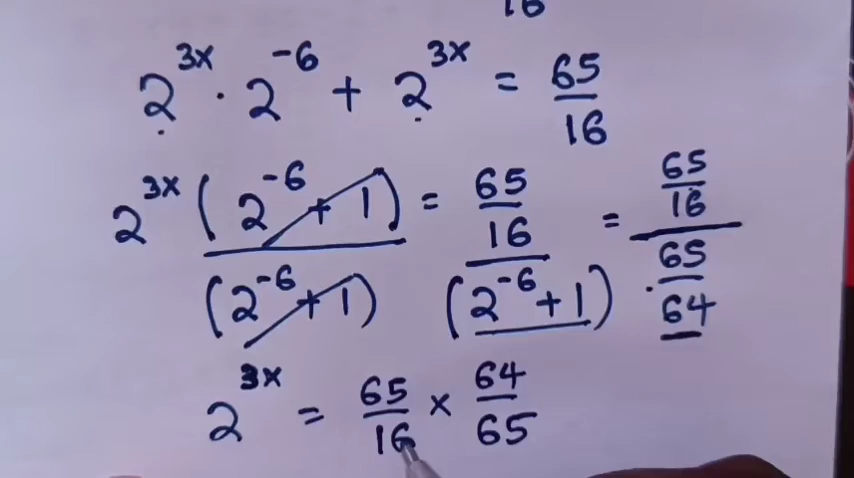 16
2^{3x} · 2^{-6} + 2^{3x} = 65/16
2^{3x} (2^{-6} + 1) / (2^{-6} + 1) = 65/16 / (2^{-6} + 1) = 65/16 / 65/64
2^{3x} = 65/16 × 64/65